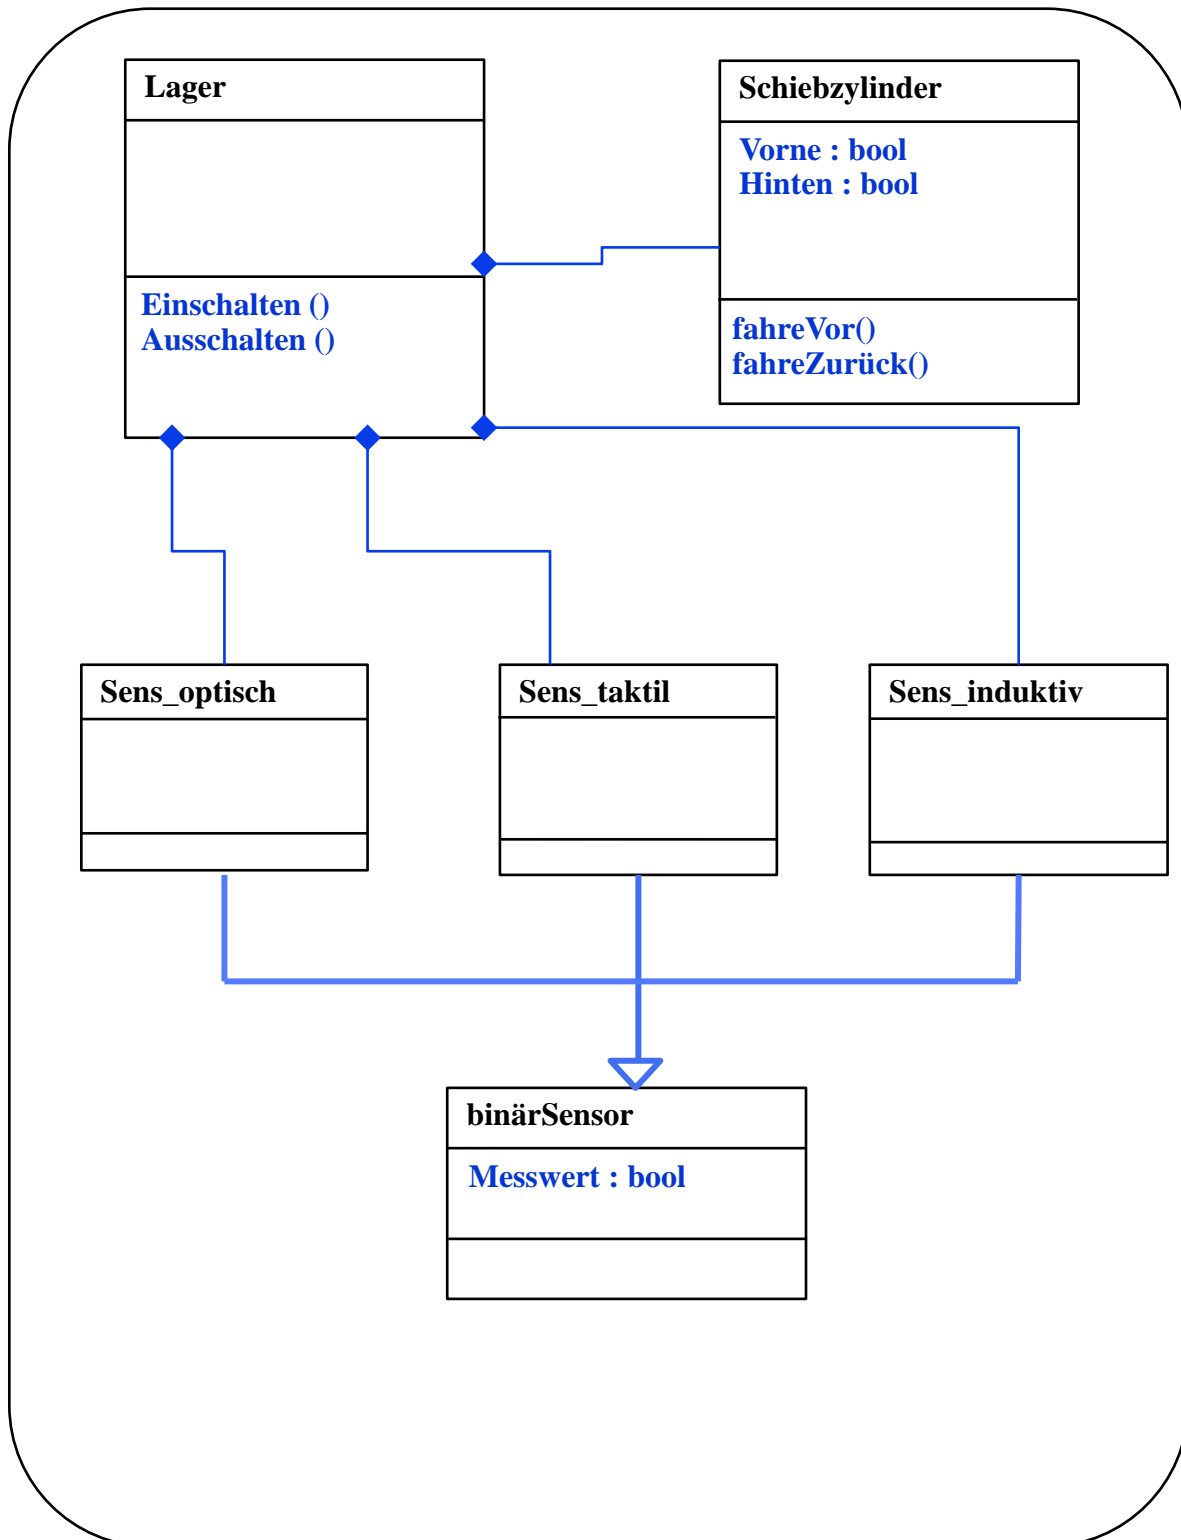 Lager
Einschalten ()
Ausschalten ()
Schiebzylinder
Vorne : bool
Hinten : bool
fahreVor()
fahreZurück()
Sens_optisch
Sens_taktil
Sens_induktiv
binärSensor
Messwert : bool